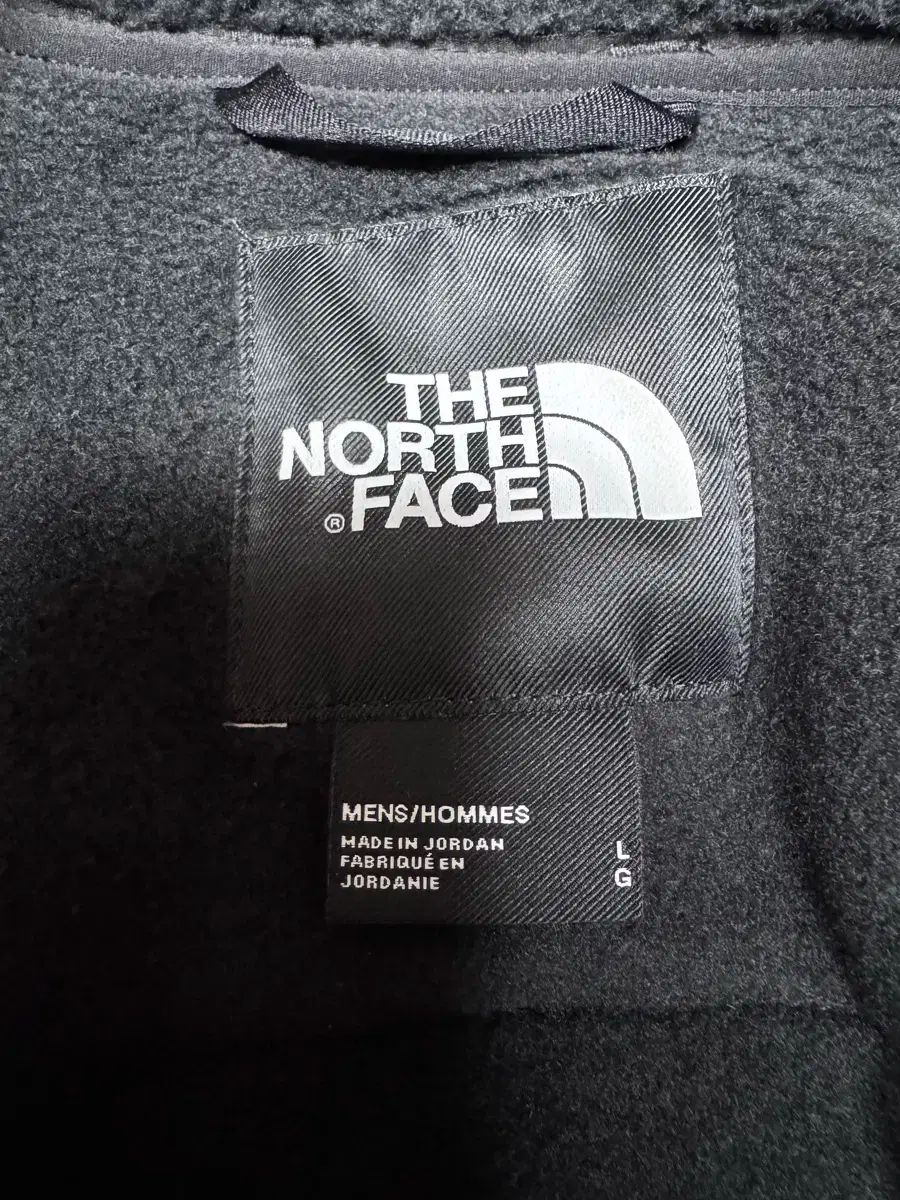 THE
NORTH
® FACE
MENS/HOMMES
MADE IN JORDAN
FABRIQUÉ EN
JORDANIE
L
G